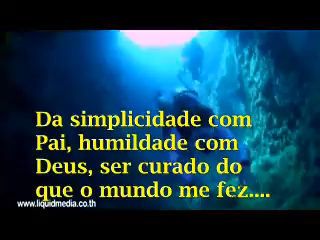 Da simplicidade com
Pai, humildade com
Deus, ser curado do
que o mundo me fez....
www.liquidmedia.co.th